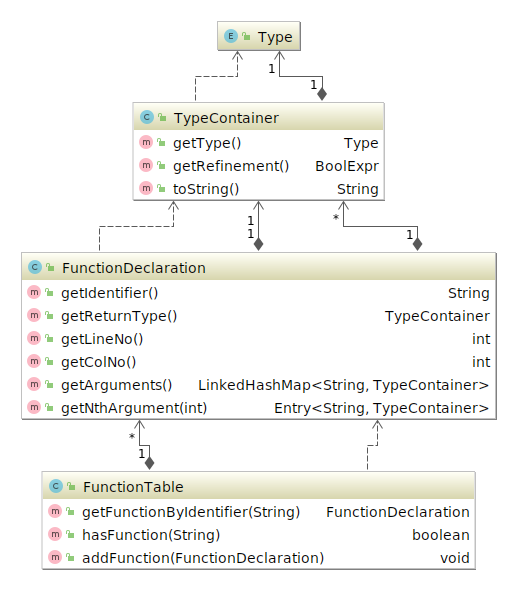 E Type
1
1
C TypeContainer
m getType() Type
m getRefinement() BoolExpr
m toString() String
1 *
1 1
C FunctionDeclaration
m getIdentifier() String
m getReturnType() TypeContainer
m getLineNo() int
m getColNo() int
m getArguments() LinkedHashMap<String, TypeContainer>
m getNthArgument(int) Entry<String, TypeContainer>
*
1
C FunctionTable
m getFunctionByIdentifier(String) FunctionDeclaration
m hasFunction(String) boolean
m addFunction(FunctionDeclaration) void